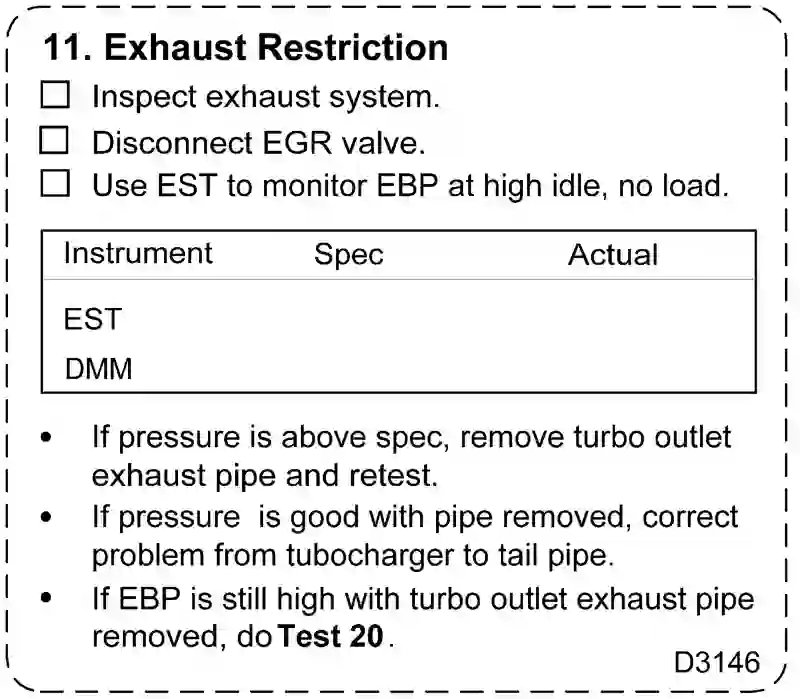 11. Exhaust Restriction
Inspect exhaust system.
Disconnect EGR valve.
Use EST to monitor EBP at high idle, no load.
Instrument Spec Actual
EST
DMM
• If pressure is above spec, remove turbo outlet
exhaust pipe and retest.
• If pressure is good with pipe removed, correct
problem from tubocharger to tail pipe.
• If EBP is still high with turbo outlet exhaust pipe
removed, do Test 20.
D3146